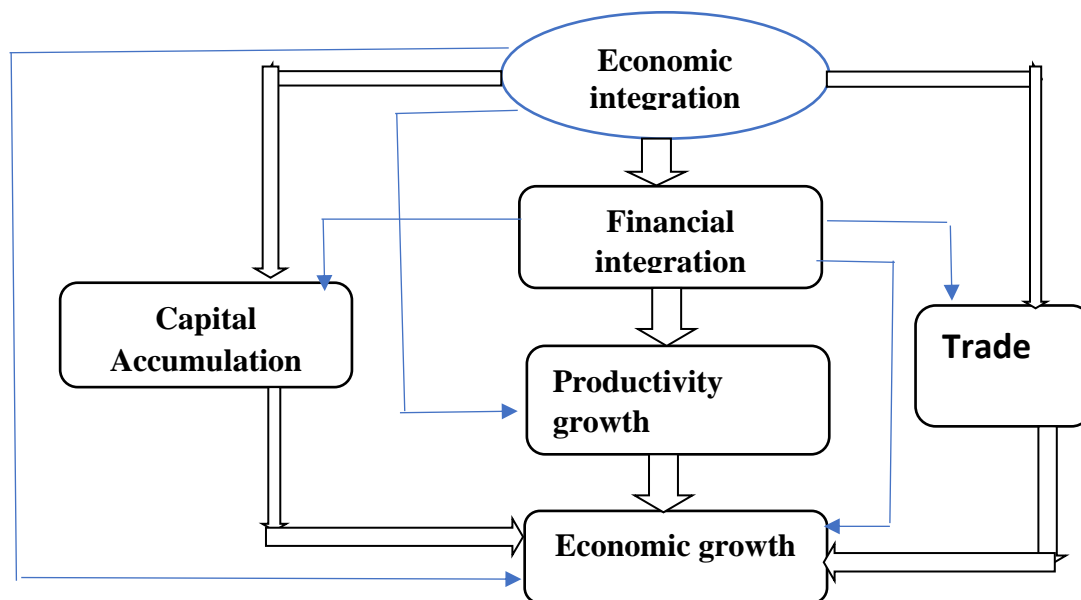 Economic
integration
Financial
integration
Capital
Accumulation
Trade
Productivity
growth
Economic growth